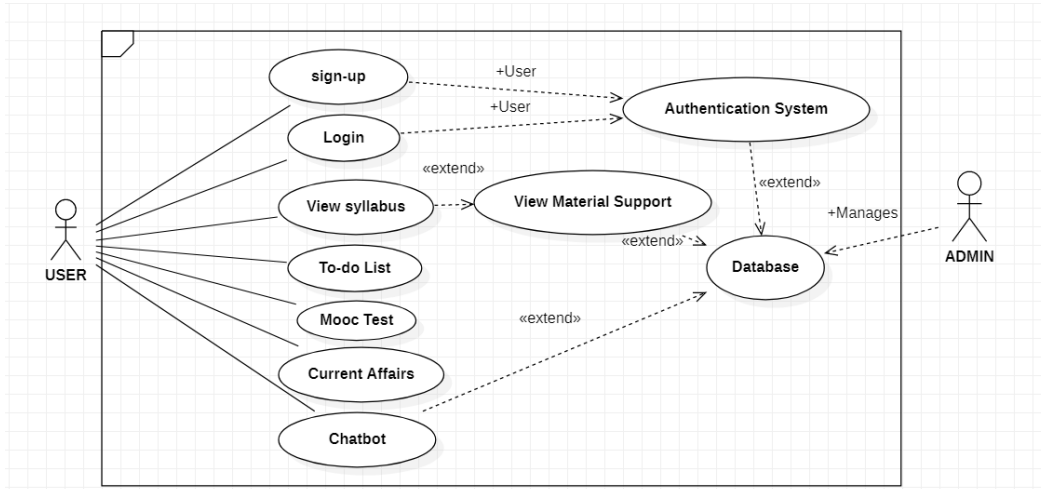 sign-up
+User
Authentication System
+User
Login
«extend»
«extend»
View syllabus
View Material Support
+Manages
«extend»
USER
To-do List
Database
ADMIN
Mooc Test
«extend»
Current Affairs
Chatbot